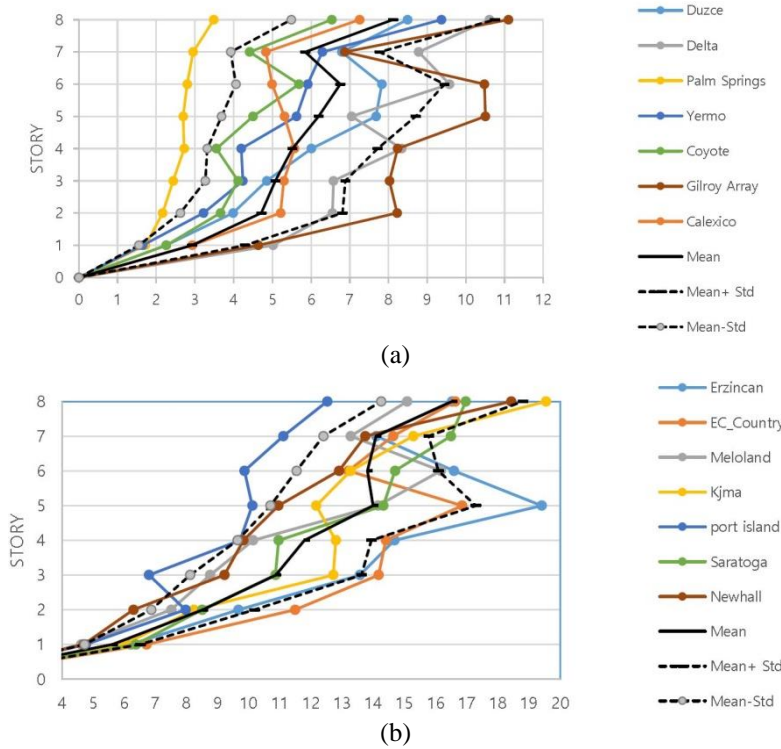 8
7
6
5
4
3
2
1
0
STORY
0 1 2 3 4 5 6 7 8 9 10 11 12
Duzce
Delta
Palm Springs
Yermo
Coyote
Gilroy Array
Calexico
Mean
Mean+ Std
Mean-Std
(a)
8
7
6
5
4
3
2
1
0
STORY
4 5 6 7 8 9 10 11 12 13 14 15 16 17 18 19 20
Erzincan
EC_Country
Meloland
Kjma
port island
Saratoga
Newhall
Mean
Mean+ Std
Mean-Std
(b)